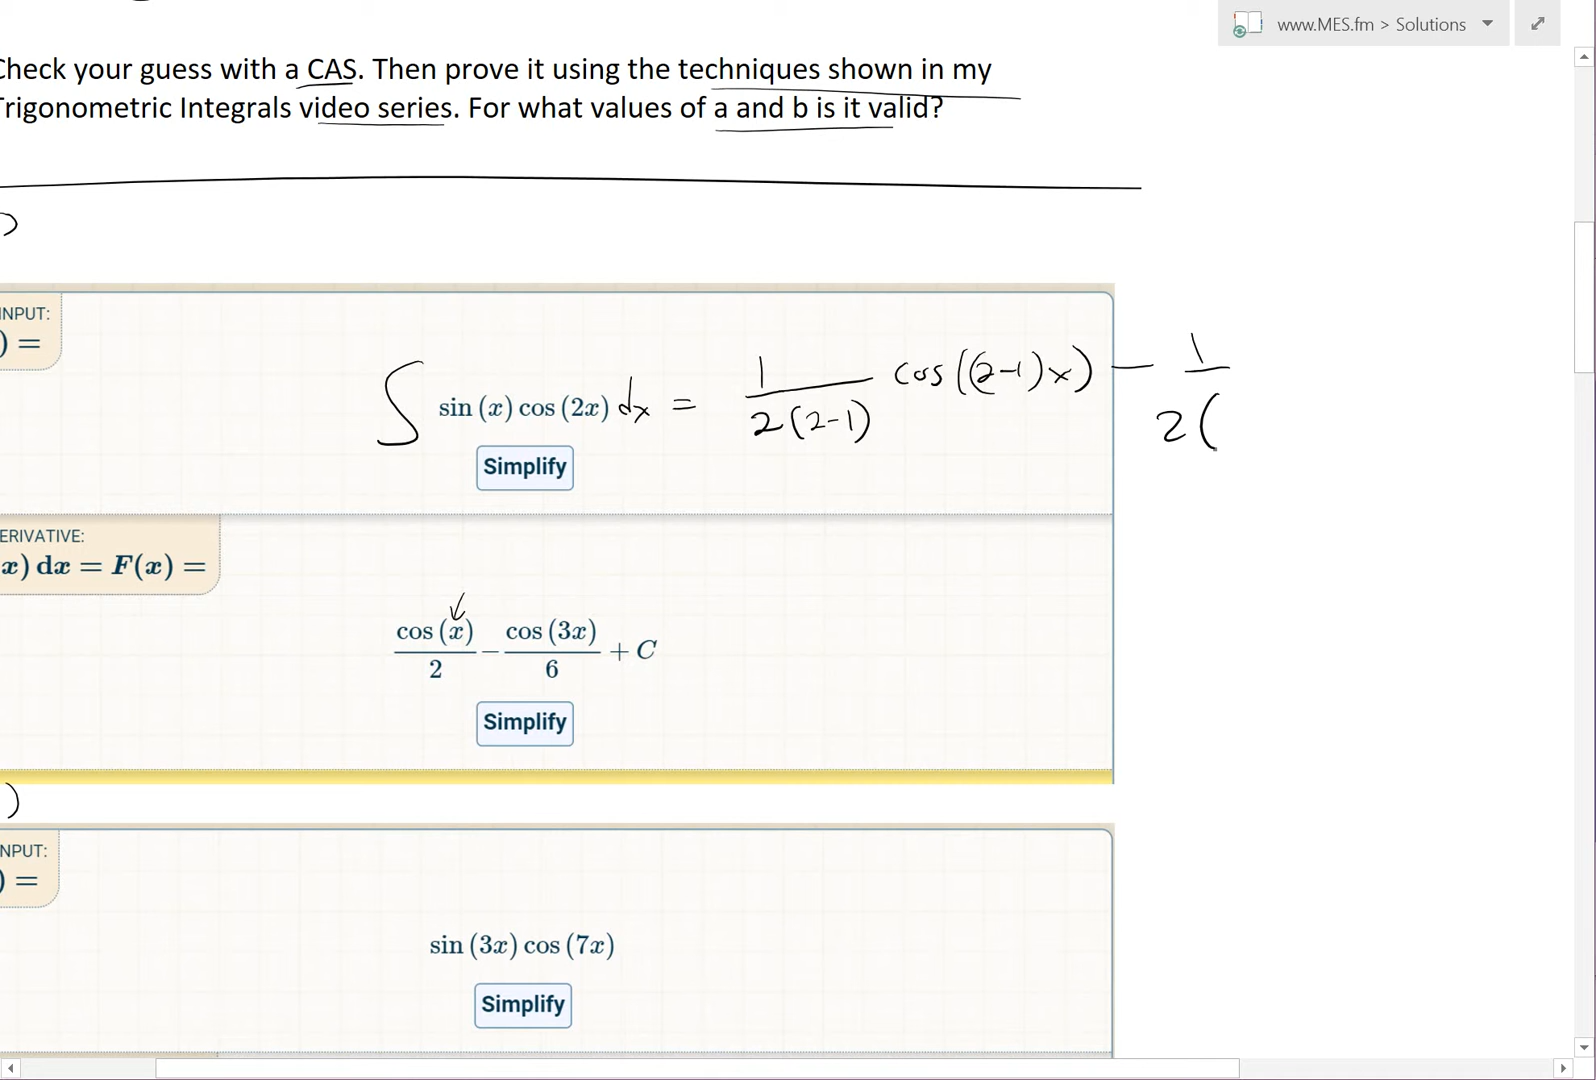 www.MES.fm > Solutions
Check your guess with a CAS. Then prove it using the techniques shown in my
Trigonometric Integrals video series. For what values of a and b is it valid?
)
INPUT:
) =
∫ sin (x) cos (2x) dx = 1/(2(2-1)) cos((2-1)x) - 1/(2(
Simplify
ERIVATIVE:
x) dx = F(x) =
cos (x)/2 − cos (3x)/6 + C
Simplify
)
NPUT:
) =
sin (3x) cos (7x)
Simplify